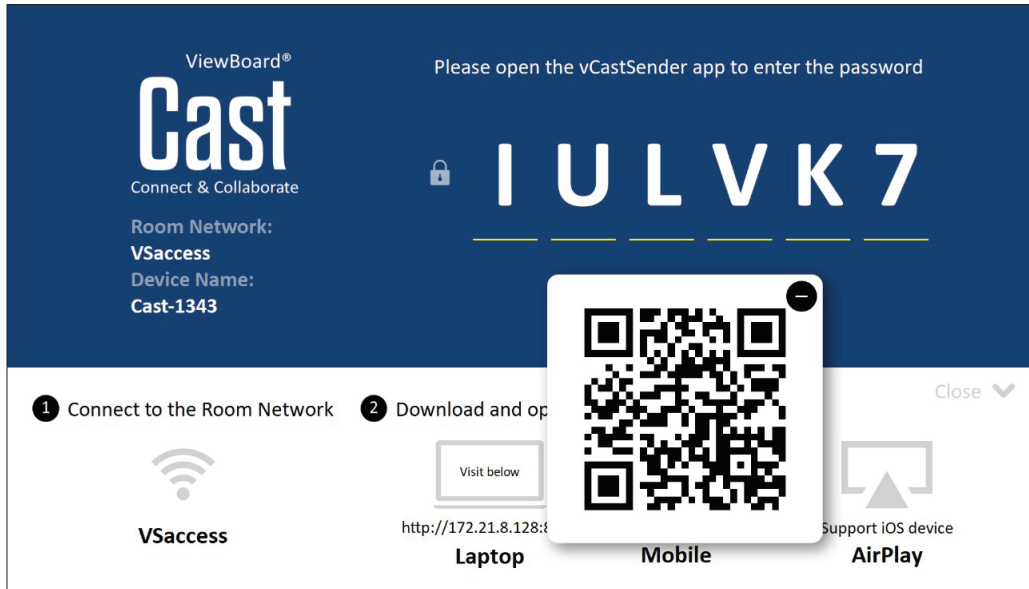 ViewBoard®
Cast
Connect & Collaborate
Room Network:
VSaccess
Device Name:
Cast-1343
Please open the vCastSender app to enter the password
I U L V K 7
Close
1 Connect to the Room Network
2 Download and op
Visit below
VSaccess
http://172.21.8.128:8
Laptop
Mobile
Support iOS device
AirPlay